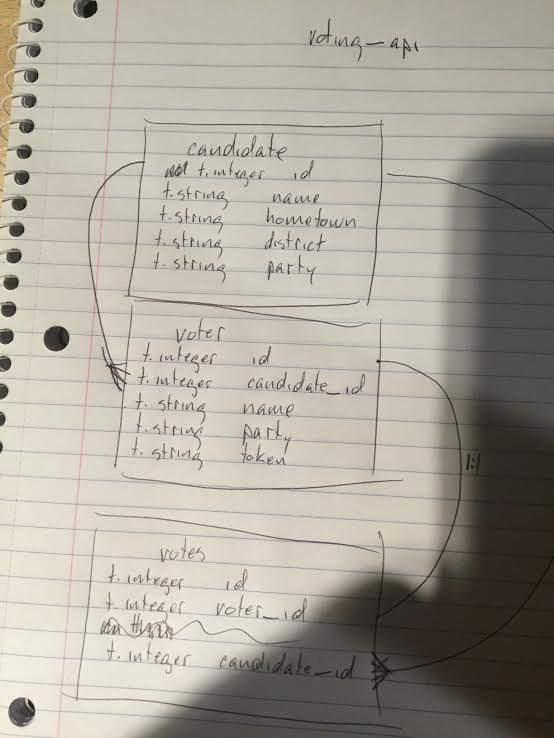 voting_api
candidate
t.integer id
t.string name
t.string hometown
t.string district
t.string party
voter
t.integer id
t.integer candidate_id
t. string name
t. string party
t. string token
1:1
votes
t.integer id
t.integer voter_id
t.integer candidate_id